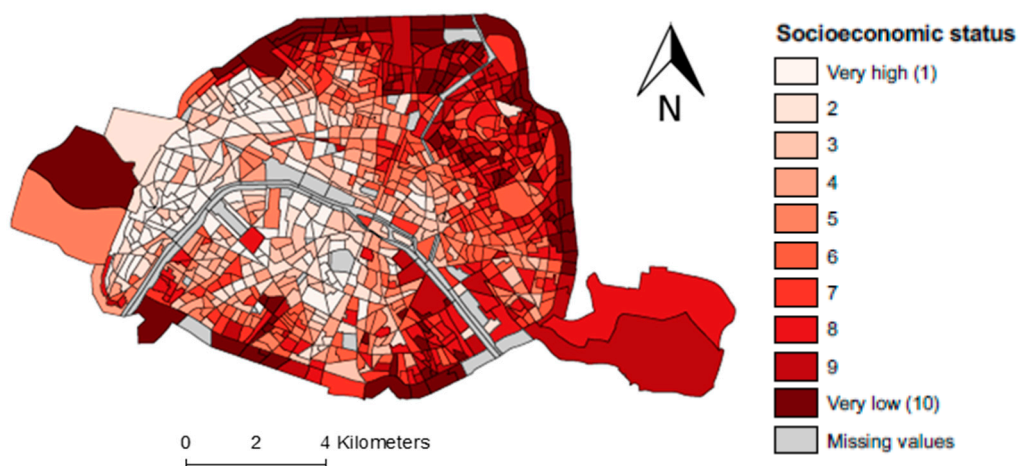 N
Socioeconomic status
Very high (1)
2
3
4
5
6
7
8
9
Very low (10)
Missing values
0 2 4 Kilometers